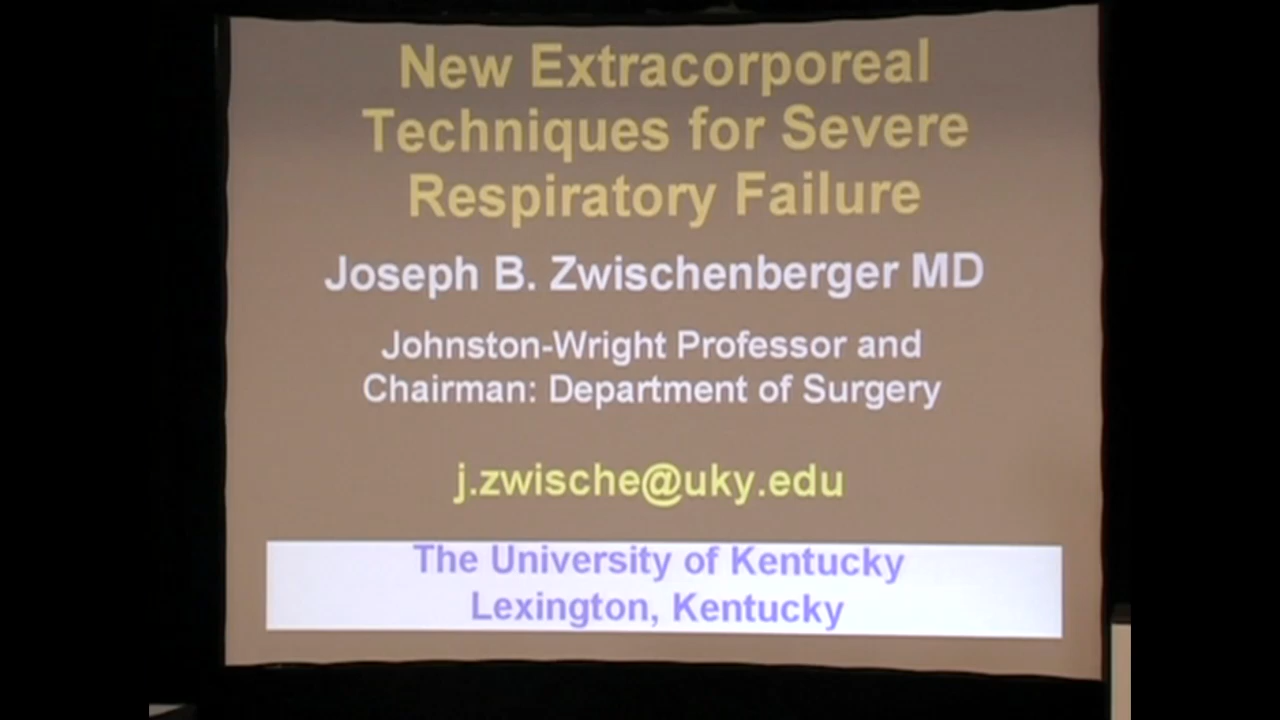 New Extracorporeal
Techniques for Severe
Respiratory Failure
Joseph B. Zwischenberger MD
Johnston-Wright Professor and
Chairman: Department of Surgery
j.zwische@uky.edu
The University of Kentucky
Lexington, Kentucky